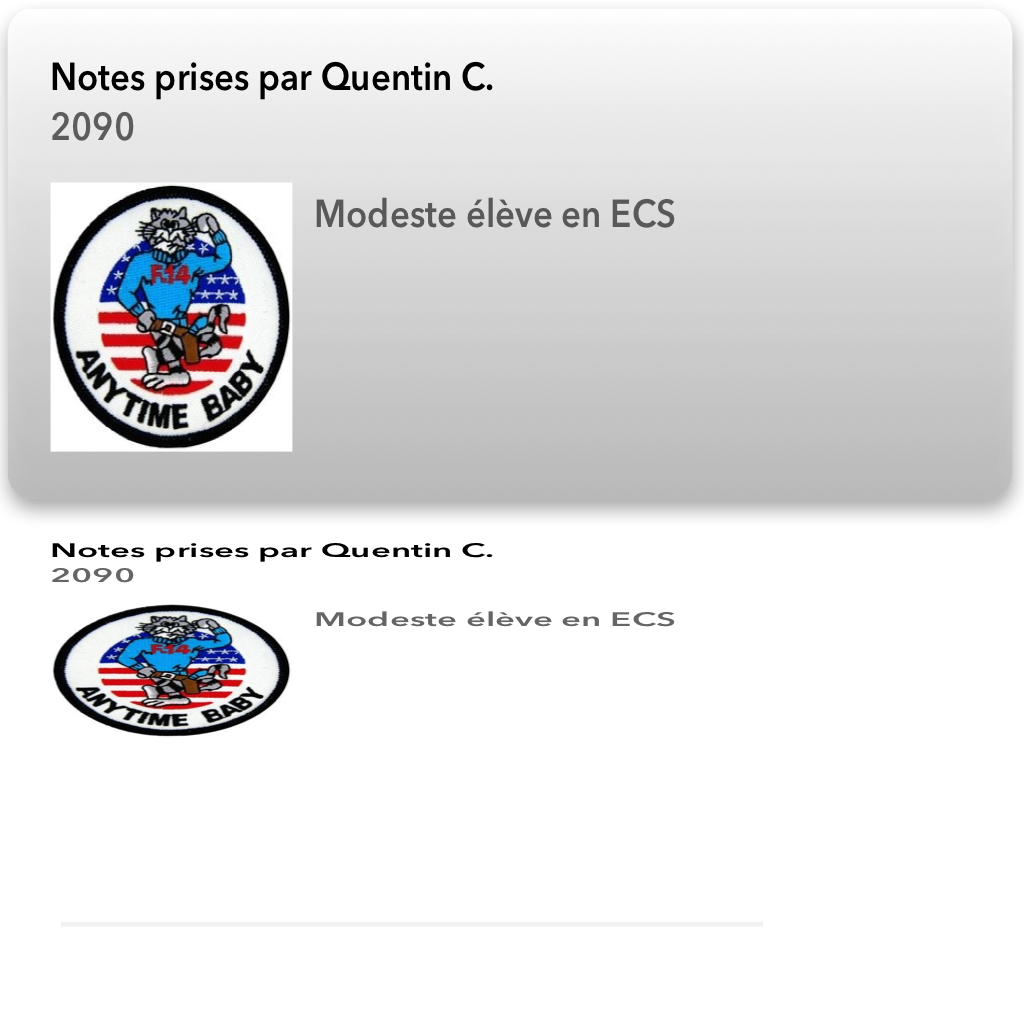 Notes prises par Quentin C.
2090
F-14
Modeste élève en ECS
ANYTIME BABY
Notes prises par Quentin C.
2090
F-14
Modeste élève en ECS
ANYTIME BABY